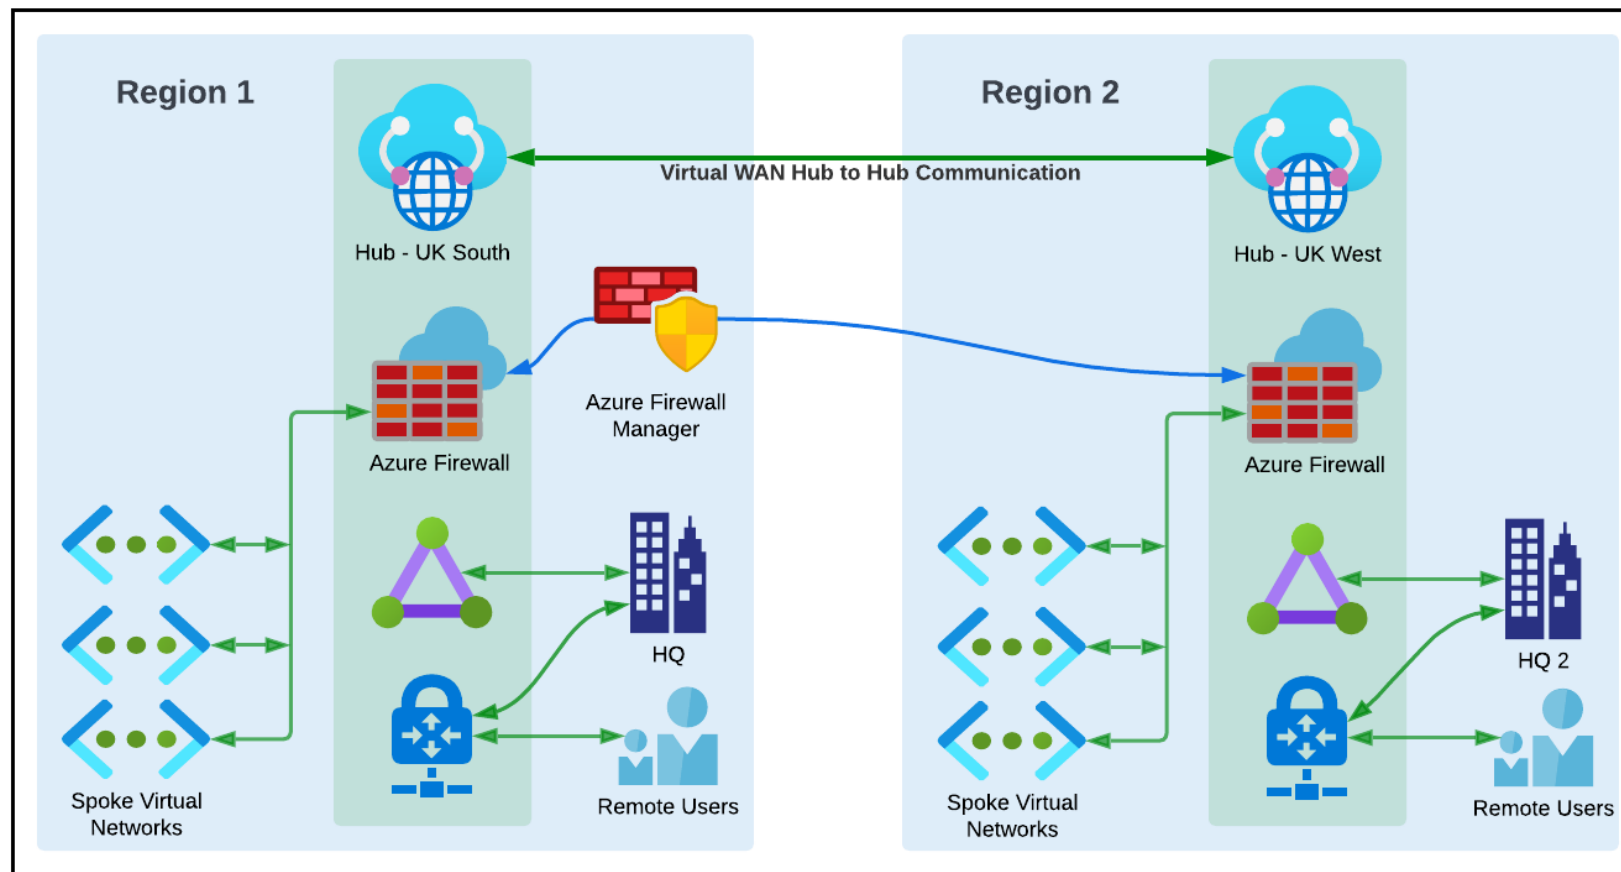 Region 1
Region 2
Virtual WAN Hub to Hub Communication
Hub - UK South
Hub - UK West
Azure Firewall
Manager
Azure Firewall
Azure Firewall
HQ
HQ 2
Spoke Virtual
Networks
Remote Users
Spoke Virtual
Networks
Remote Users